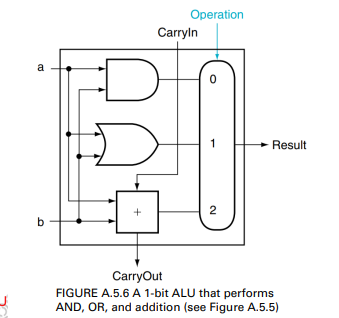 Operation
CarryIn
a
0
1
Result
+
2
b
CarryOut
FIGURE A.5.6 A 1-bit ALU that performs
AND, OR, and addition (see Figure A.5.5)